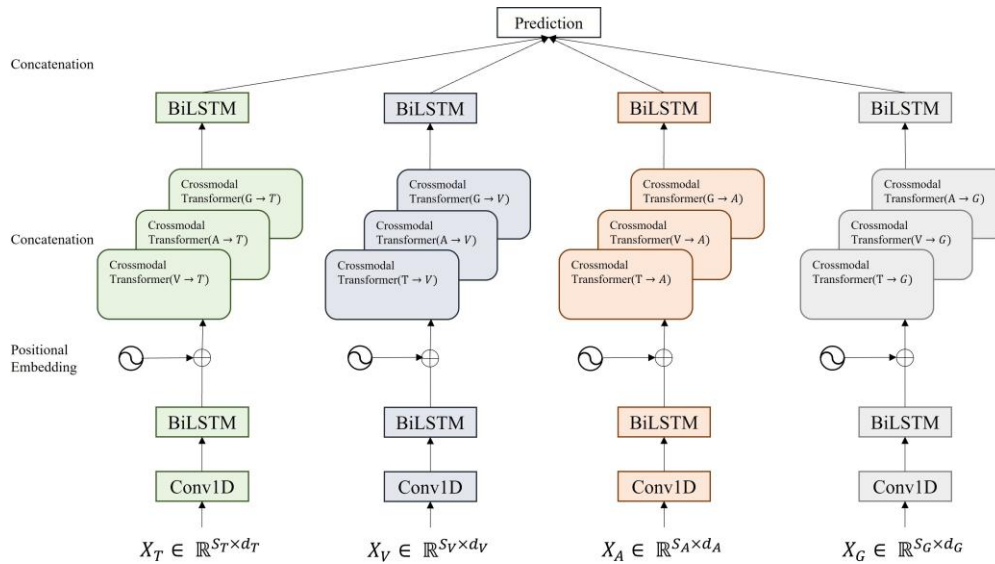 Prediction
Concatenation
BiLSTM
BiLSTM
BiLSTM
BiLSTM
Crossmodal
Transformer(G → T)
Crossmodal
Transformer(G → V)
Crossmodal
Transformer(G → A)
Crossmodal
Transformer(A → G)
Concatenation
Crossmodal
Transformer(A → T)
Crossmodal
Transformer(A → V)
Crossmodal
Transformer(V → A)
Crossmodal
Transformer(V → G)
Crossmodal
Transformer(V → T)
Crossmodal
Transformer(T → V)
Crossmodal
Transformer(T → A)
Crossmodal
Transformer(T → G)
Positional
Embedding
BiLSTM
BiLSTM
BiLSTM
BiLSTM
Conv1D
Conv1D
Conv1D
Conv1D
X_T ∈ ℝ^{S_T×d_T}
X_V ∈ ℝ^{S_V×d_V}
X_A ∈ ℝ^{S_A×d_A}
X_G ∈ ℝ^{S_G×d_G}